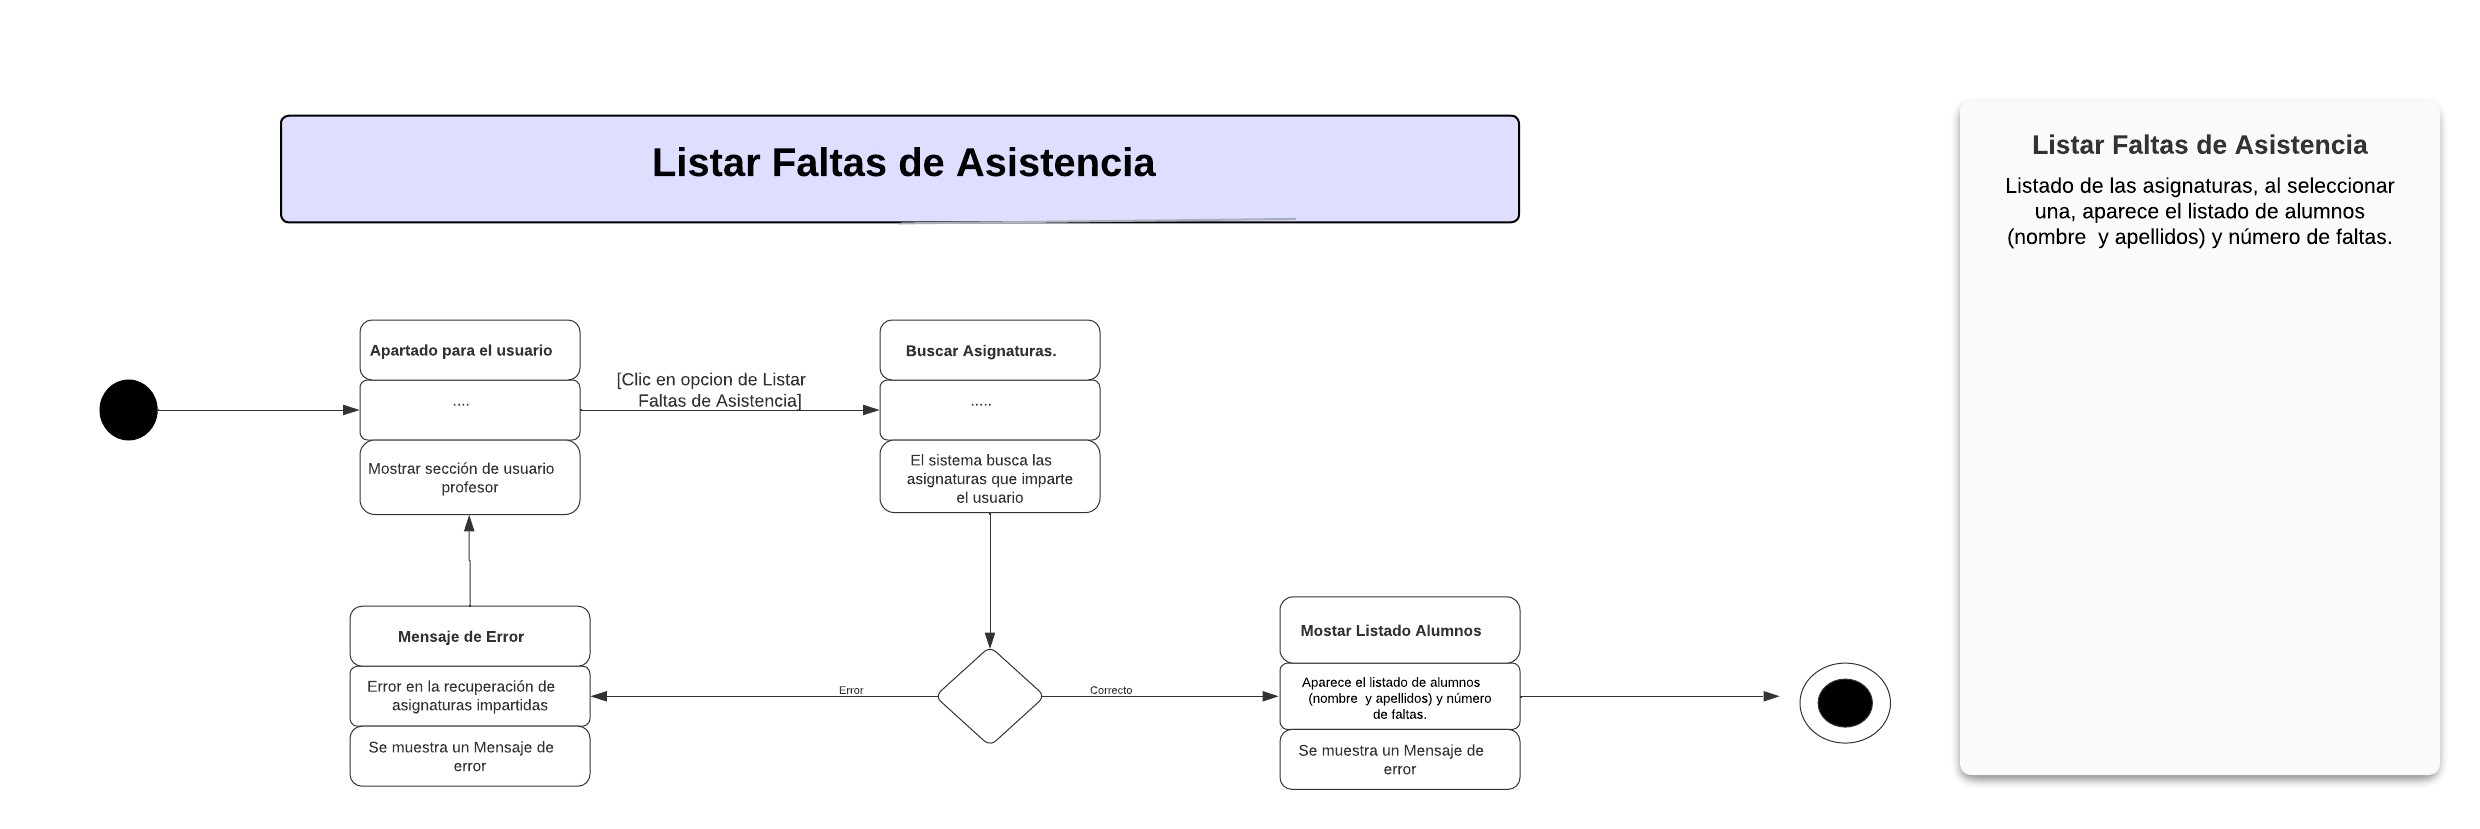 Listar Faltas de Asistencia
Listar Faltas de Asistencia
Listado de las asignaturas, al seleccionar
una, aparece el listado de alumnos
(nombre  y apellidos) y número de faltas.
Apartado para el usuario
....
Mostrar sección de usuario
profesor
[Clic en opcion de Listar
Faltas de Asistencia]
Buscar Asignaturas.
.....
El sistema busca las
asignaturas que imparte
el usuario
Mensaje de Error
Error en la recuperación de
asignaturas impartidas
Se muestra un Mensaje de
error
Error
Correcto
Mostar Listado Alumnos
Aparece el listado de alumnos
(nombre  y apellidos) y número
de faltas.
Se muestra un Mensaje de
error